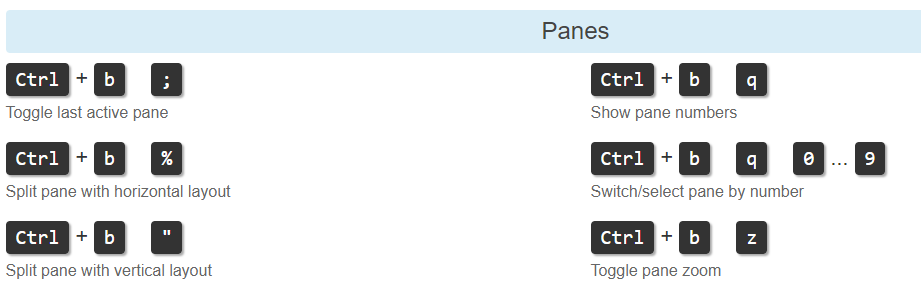 Panes
Ctrl + b ;
Toggle last active pane
Ctrl + b %
Split pane with horizontal layout
Ctrl + b "
Split pane with vertical layout
Ctrl + b q
Show pane numbers
Ctrl + b q 0 ... 9
Switch/select pane by number
Ctrl + b z
Toggle pane zoom